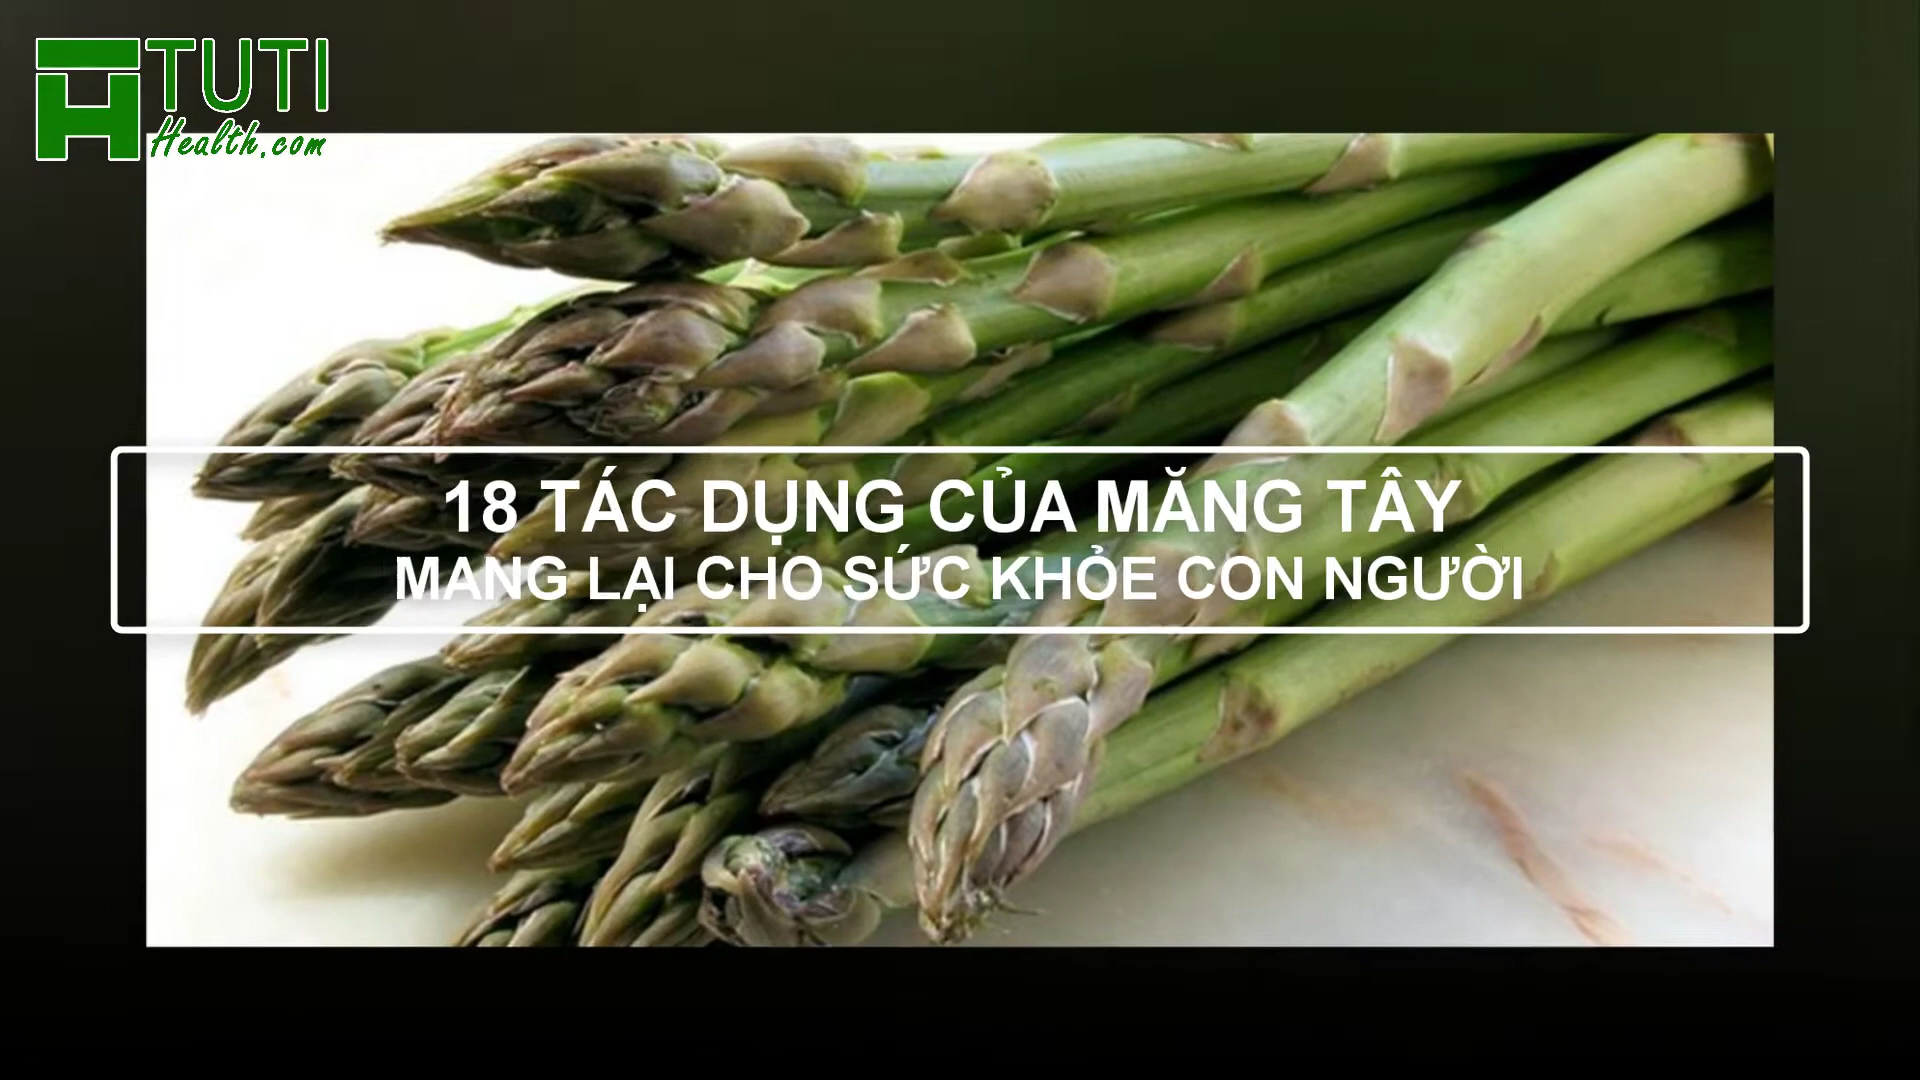 TUTI
Health.com
18 TÁC DỤNG CỦA MĂNG TÂY
MANG LẠI CHO SỨC KHỎE CON NGƯỜI